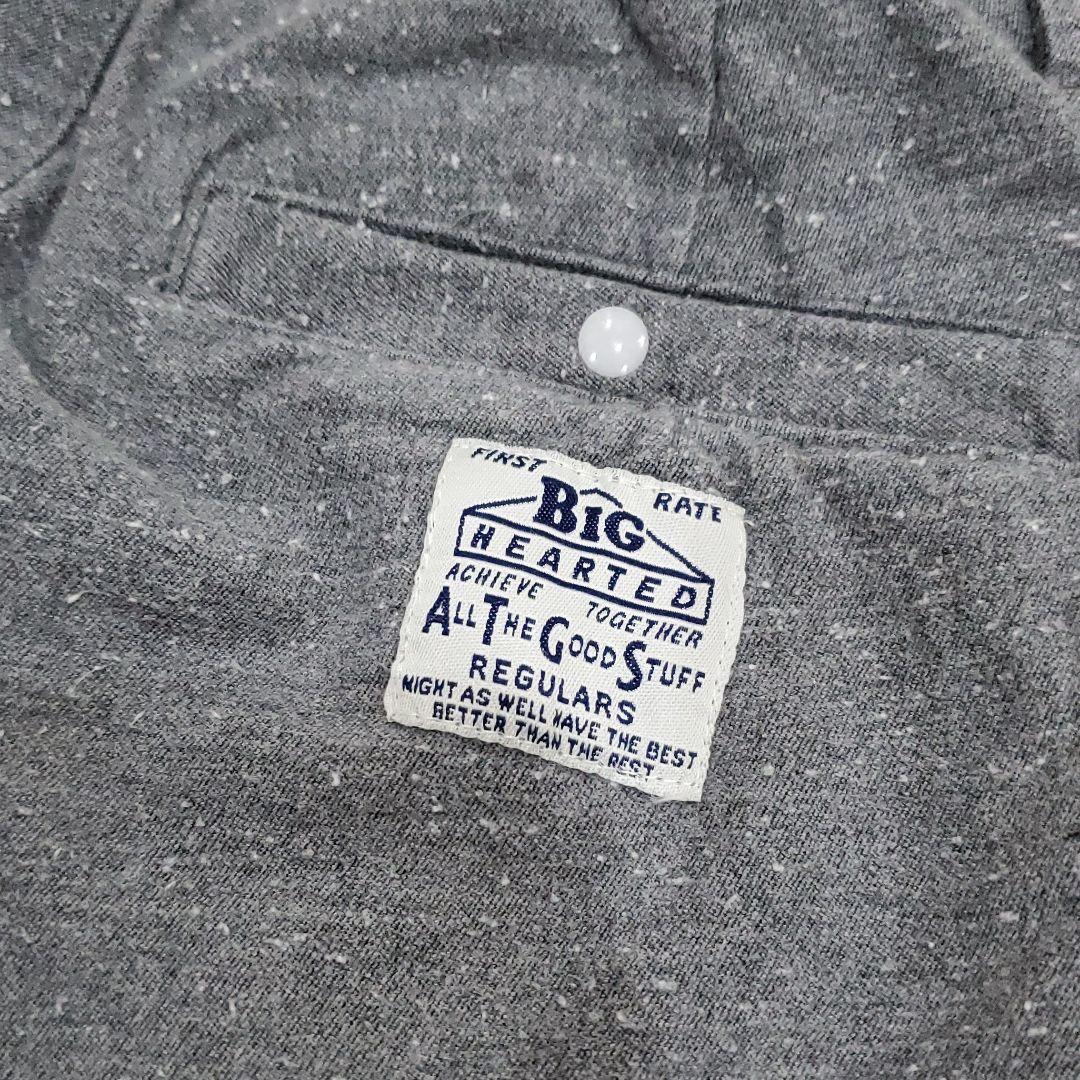 FIRST RATE
BIG
HEARTED
ACHIEVE TOGETHER
ALL THE GOOD STUFF
REGULARS
MIGHT AS WELL HAVE THE BEST
BETTER THAN THE REST